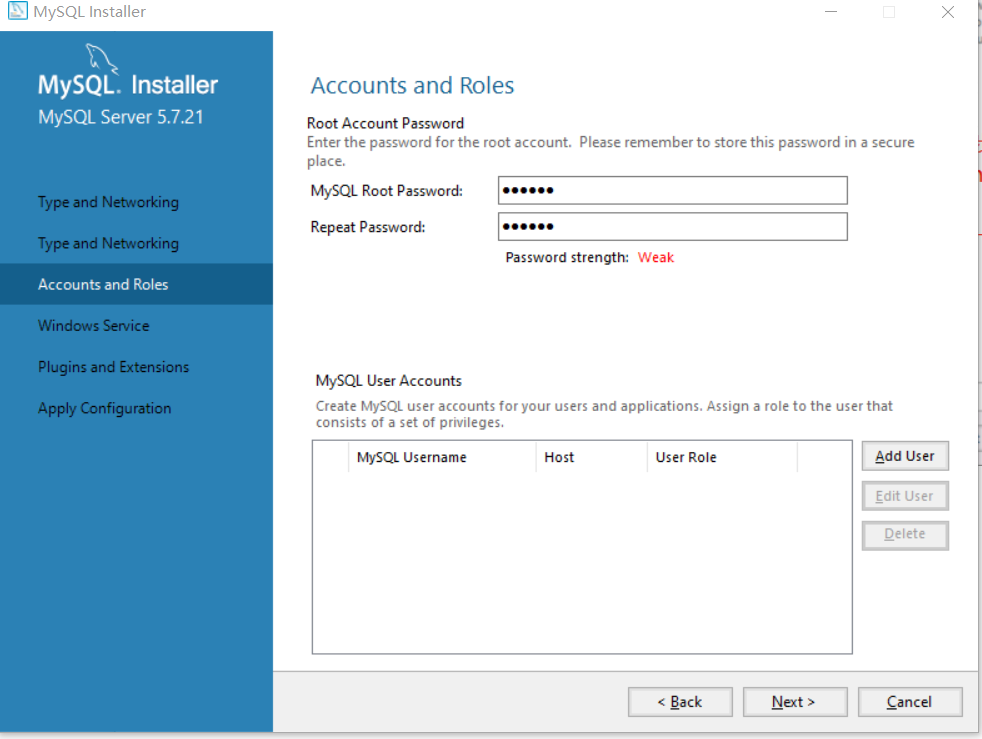 MySQL Installer
MySQL. Installer
MySQL Server 5.7.21
Type and Networking
Type and Networking
Accounts and Roles
Windows Service
Plugins and Extensions
Apply Configuration
Accounts and Roles
Root Account Password
Enter the password for the root account. Please remember to store this password in a secure
place.
MySQL Root Password: ●●●●●●
Repeat Password: ●●●●●●
Password strength: Weak
MySQL User Accounts
Create MySQL user accounts for your users and applications. Assign a role to the user that
consists of a set of privileges.
MySQL Username Host User Role
Add User
Edit User
Delete
< Back Next > Cancel